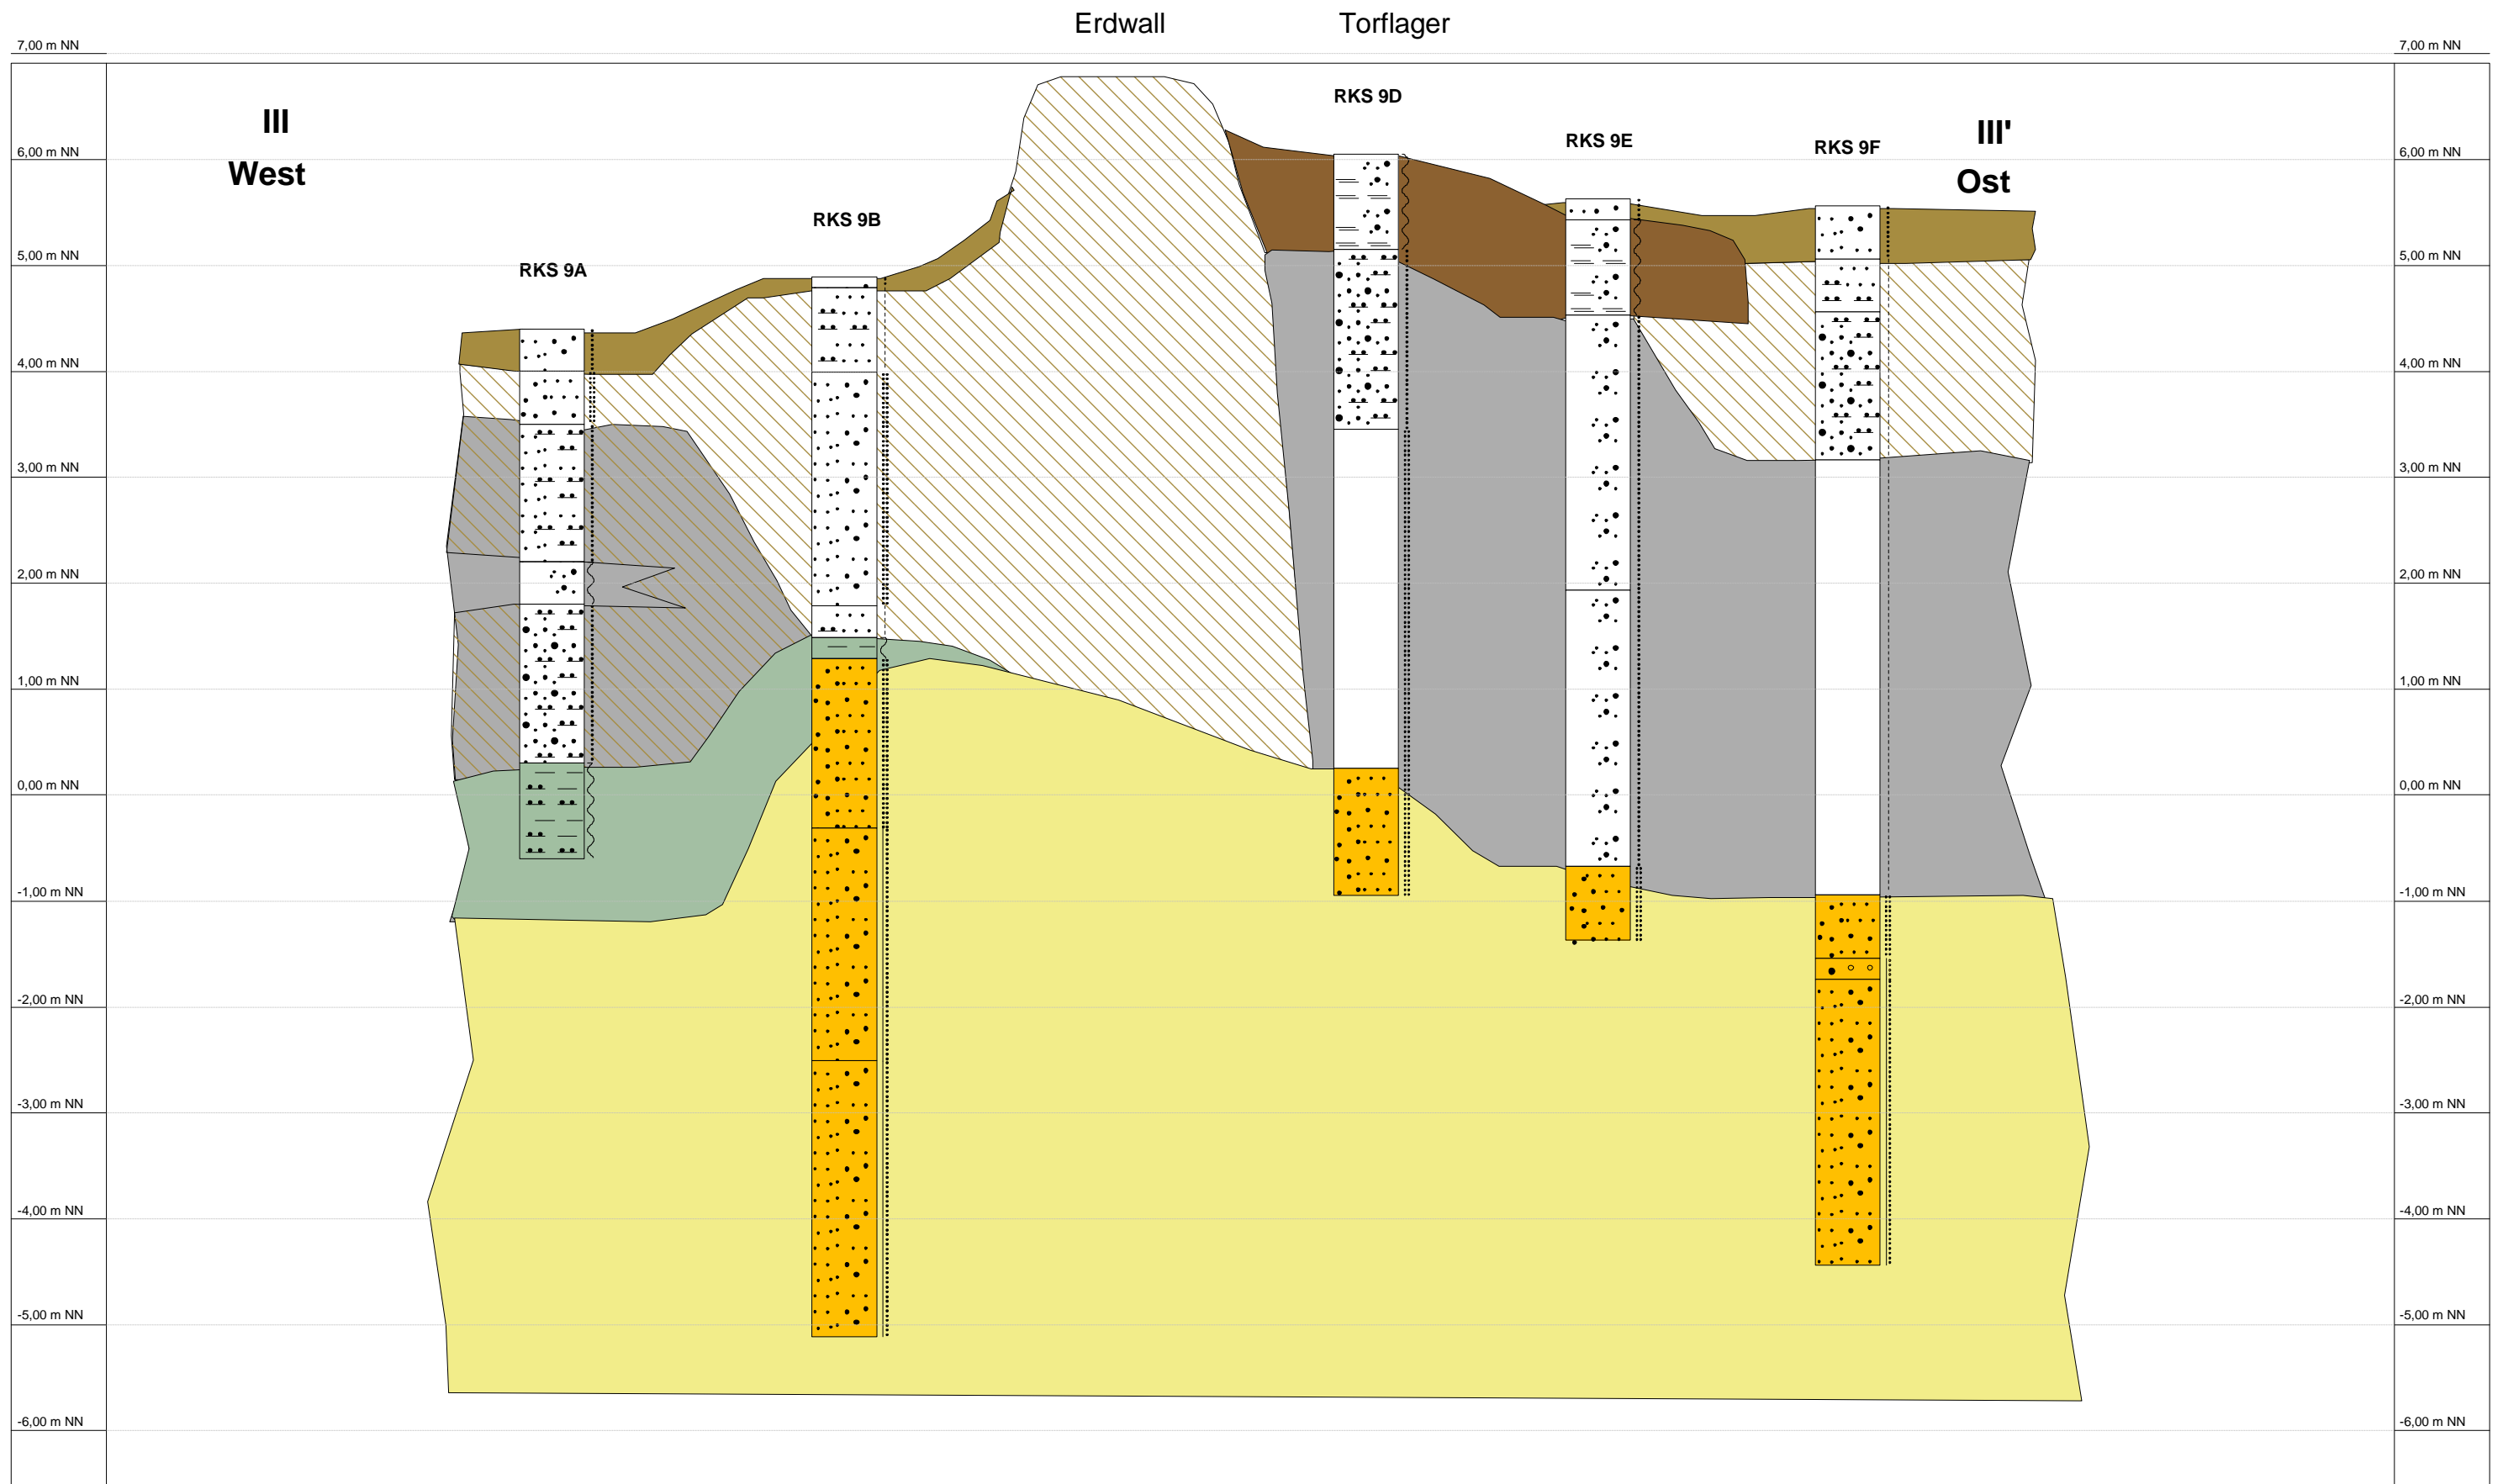 Erdwall Torflager
7,00 m NN 7,00 m NN
RKS 9D
III III'
RKS 9E
RKS 9F
6,00 m NN 6,00 m NN
West Ost
RKS 9B
5,00 m NN 5,00 m NN
RKS 9A
4,00 m NN 4,00 m NN
3,00 m NN 3,00 m NN
2,00 m NN 2,00 m NN
1,00 m NN 1,00 m NN
0,00 m NN 0,00 m NN
-1,00 m NN -1,00 m NN
-2,00 m NN -2,00 m NN
-3,00 m NN -3,00 m NN
-4,00 m NN -4,00 m NN
-5,00 m NN -5,00 m NN
-6,00 m NN -6,00 m NN